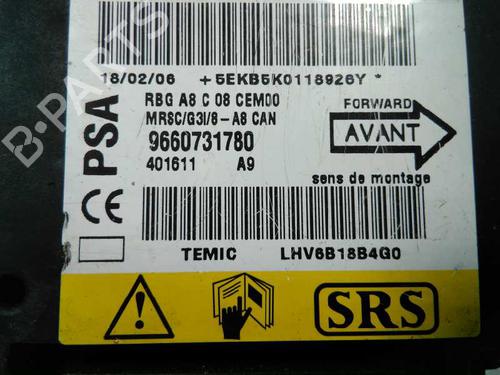 B-PARTS
18/02/06 +5EKB5K0118926Y *
PSA
RBG A8 C 08 CEM00
MRSC/G3I/8-A8 CAN
9660731780
401611 A9
FORWARD
AVANT
sens de montage
CE
TEMIC LHV6B18B4G0
SRS